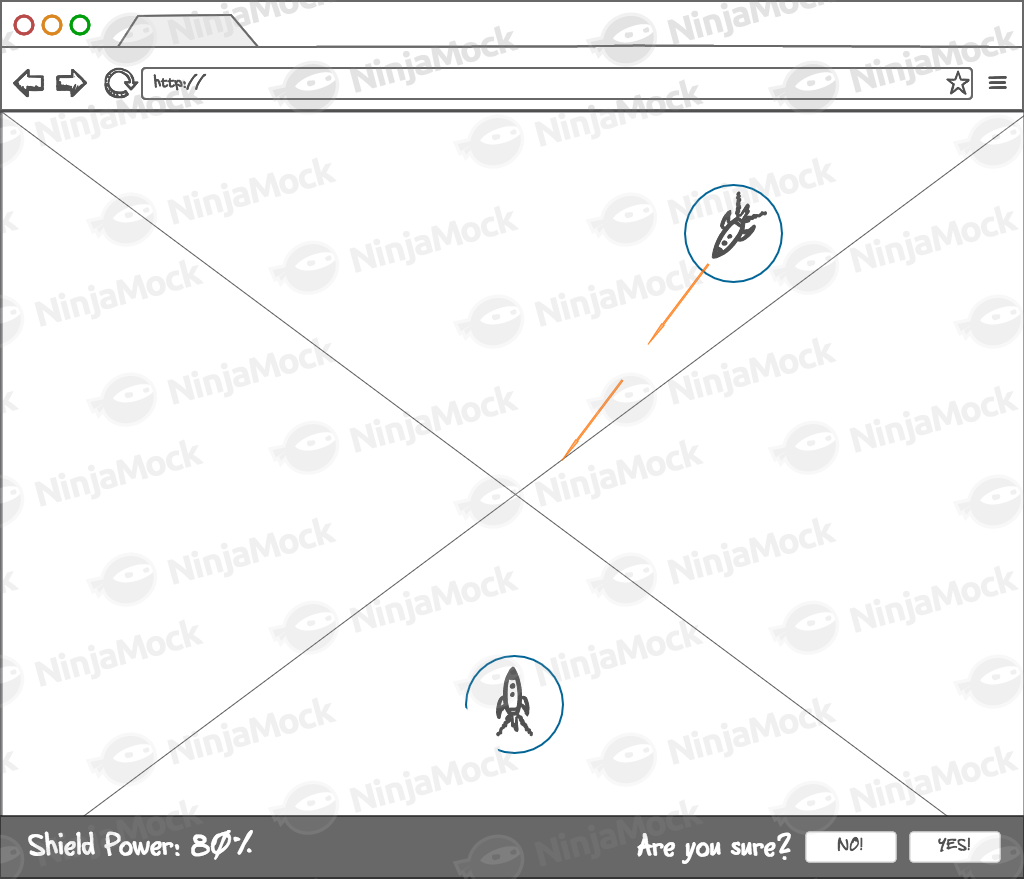 http://
NinjaMock
Shield Power: 80%
Are you sure?
NO!
YES!